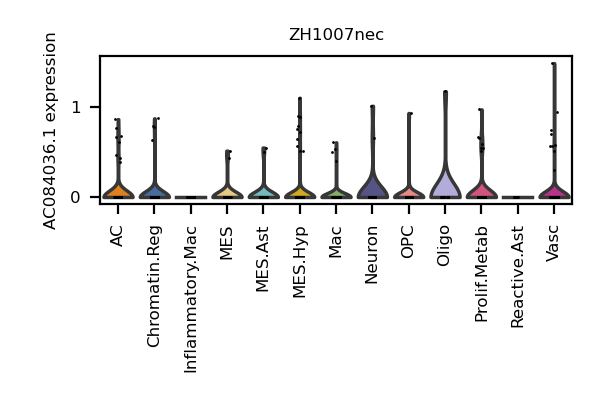 ZH1007nec
AC084036.1 expression
1
0
AC
Chromatin.Reg
Inflammatory.Mac
MES
MES.Ast
MES.Hyp
Mac
Neuron
OPC
Oligo
Prolif.Metab
Reactive.Ast
Vasc